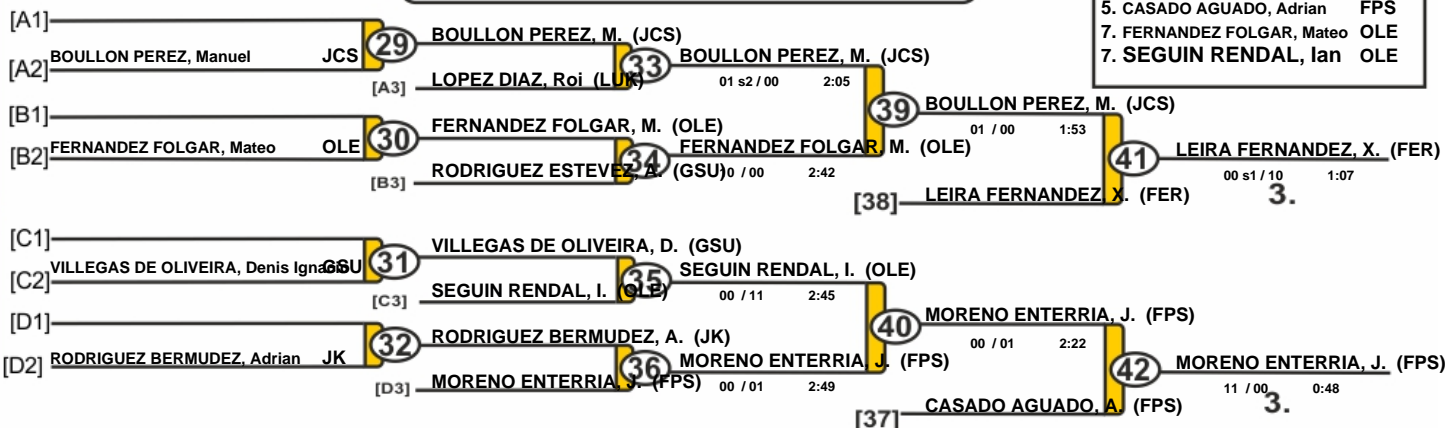 5. CASADO AGUADO, Adrian FPS
7. FERNANDEZ FOLGAR, Mateo OLE
7. SEGUIN RENDAL, Ian OLE
[A1]
[A2] BOULLON PEREZ, Manuel JCS
29
BOULLON PEREZ, M. (JCS)
[A3] LOPEZ DIAZ, Roi (LUK)
33
BOULLON PEREZ, M. (JCS)
01 s2 / 00 2:05
[B1]
[B2] FERNANDEZ FOLGAR, Mateo OLE
30
FERNANDEZ FOLGAR, M. (OLE)
[B3] RODRIGUEZ ESTEVEZ, A. (GSU)
34
FERNANDEZ FOLGAR, M. (OLE)
10 / 00 2:42
39
BOULLON PEREZ, M. (JCS)
01 / 00 1:53
[38] LEIRA FERNANDEZ, X. (FER)
41
LEIRA FERNANDEZ, X. (FER)
00 s1 / 10 1:07
3.
[C1]
[C2] VILLEGAS DE OLIVEIRA, Denis Ignacio GSU
31
VILLEGAS DE OLIVEIRA, D. (GSU)
[C3] SEGUIN RENDAL, I. (OLE)
35
SEGUIN RENDAL, I. (OLE)
00 / 11 2:45
[D1]
[D2] RODRIGUEZ BERMUDEZ, Adrian JK
32
RODRIGUEZ BERMUDEZ, A. (JK)
[D3] MORENO ENTERRIA, J. (FPS)
36
MORENO ENTERRIA, J. (FPS)
00 / 01 2:49
40
MORENO ENTERRIA, J. (FPS)
00 / 01 2:22
[37] CASADO AGUADO, A. (FPS)
42
MORENO ENTERRIA, J. (FPS)
11 / 00 0:48
3.